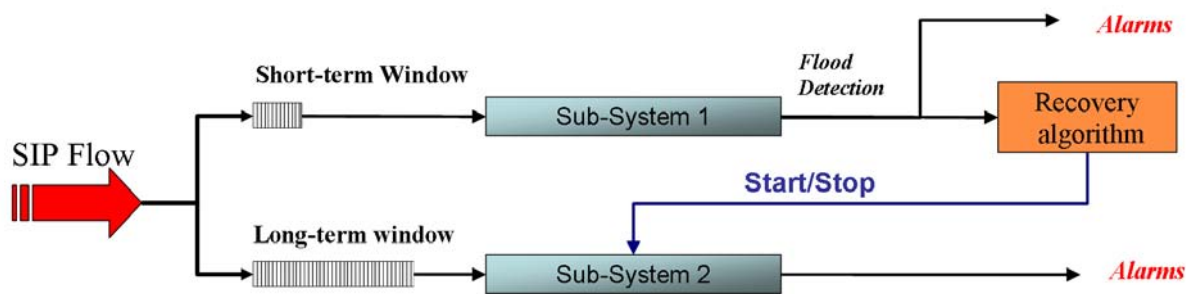 Alarms
Flood
Detection
Short-term Window
Sub-System 1
Recovery
algorithm
SIP Flow
Start/Stop
Long-term window
Sub-System 2
Alarms